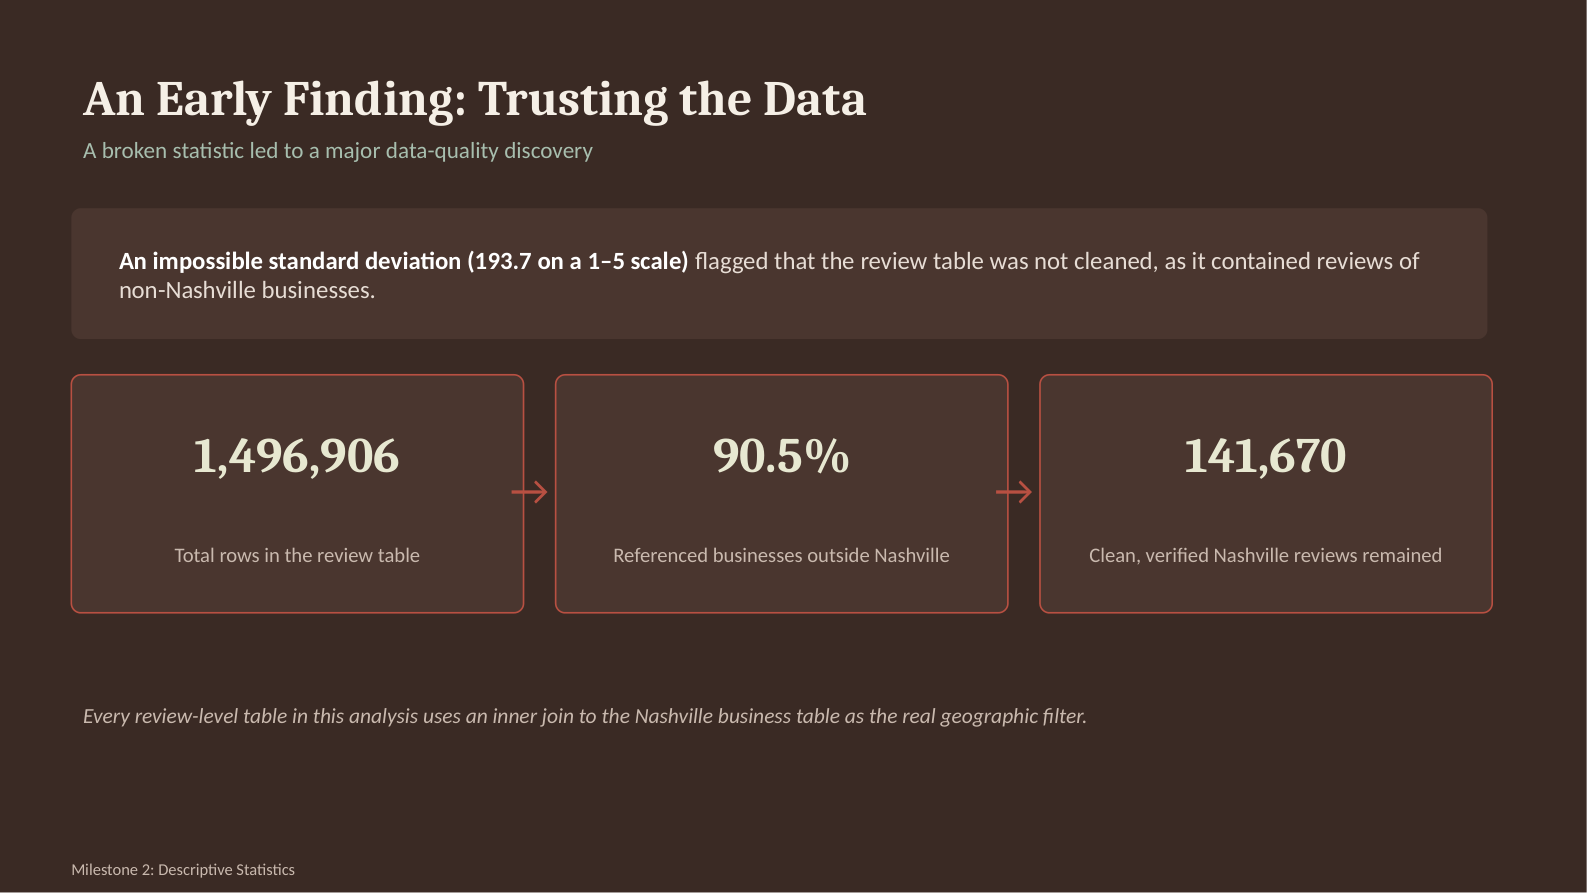 An Early Finding: Trusting the Data
A broken statistic led to a major data-quality discovery
An impossible standard deviation (193.7 on a 1–5 scale) flagged that the review table was not cleaned, as it contained reviews of
non-Nashville businesses.
1,496,906
Total rows in the review table
→
90.5%
Referenced businesses outside Nashville
→
141,670
Clean, verified Nashville reviews remained
Every review-level table in this analysis uses an inner join to the Nashville business table as the real geographic filter.
Milestone 2: Descriptive Statistics